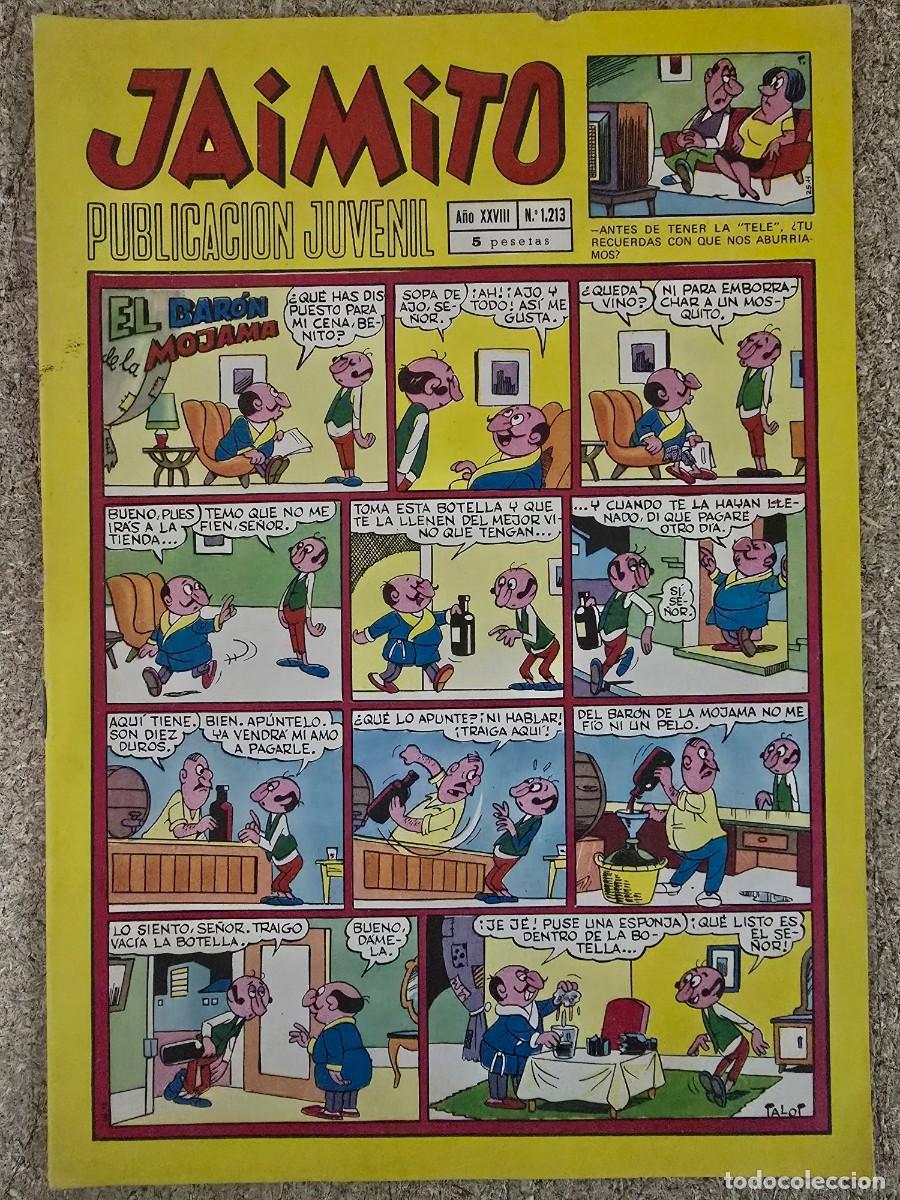 JAiMiTO
PUBLICACION JUVENIL
Año XXVIII N.º 1.213
5 pesetas
25-11
—ANTES DE TENER LA "TELE", ¿TU
RECUERDAS CON QUE NOS ABURRIA-
MOS?
EL BARÓN
de la MOJAMA
¿QUÉ HAS DIS
PUESTO PARA
MI CENA, BE-
NITO?
SOPA DE
AJO, SE-
ÑOR.
¡AH! ¡AJO Y
TODO! ASÍ ME
GUSTA.
¿QUEDA
VINO?
NI PARA EMBORRA
CHAR A UN MOS-
QUITO.
BUENO, PUES
IRÁS A LA
TIENDA...
TEMO QUE NO ME
FÍEN, SEÑOR.
TOMA ESTA BOTELLA Y QUE
TE LA LLENEN DEL MEJOR VI-
NO QUE TENGAN...
...Y CUANDO TE LA HAYAN LLE-
NADO, DI QUE PAGARÉ
OTRO DÍA.
SÍ,
SE-
ÑOR.
AQUÍ TIENE.
SON DIEZ
DUROS.
BIEN. APÚNTELO.
YA VENDRÁ MI AMO
A PAGARLE.
¿QUÉ LO APUNTE? ¡NI HABLAR!
¡TRAIGA AQUÍ!
DEL BARÓN DE LA MOJAMA NO ME
FÍO NI UN PELO.
LO SIENTO, SEÑOR. TRAIGO
VACÍA LA BOTELLA.
BUENO,
DÁME-
LA.
¡JE JÉ! PUSE UNA ESPONJA
DENTRO DE LA BO-
TELLA...
¡QUÉ LISTO ES
EL SE-
ÑOR!
PALOP
todocoleccion